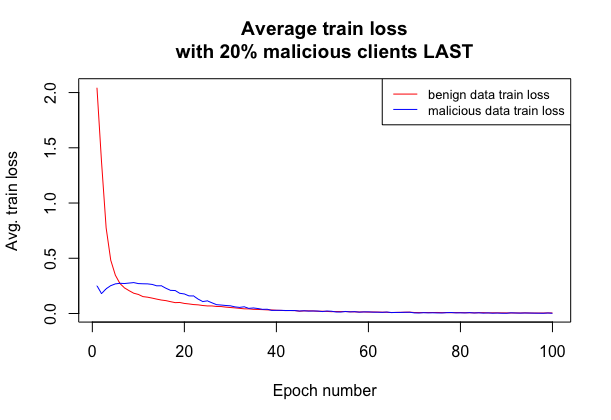 Average train loss
with 20% malicious clients LAST
benign data train loss
malicious data train loss
Avg. train loss
2.0
1.5
1.0
0.5
0.0
0 20 40 60 80 100
Epoch number